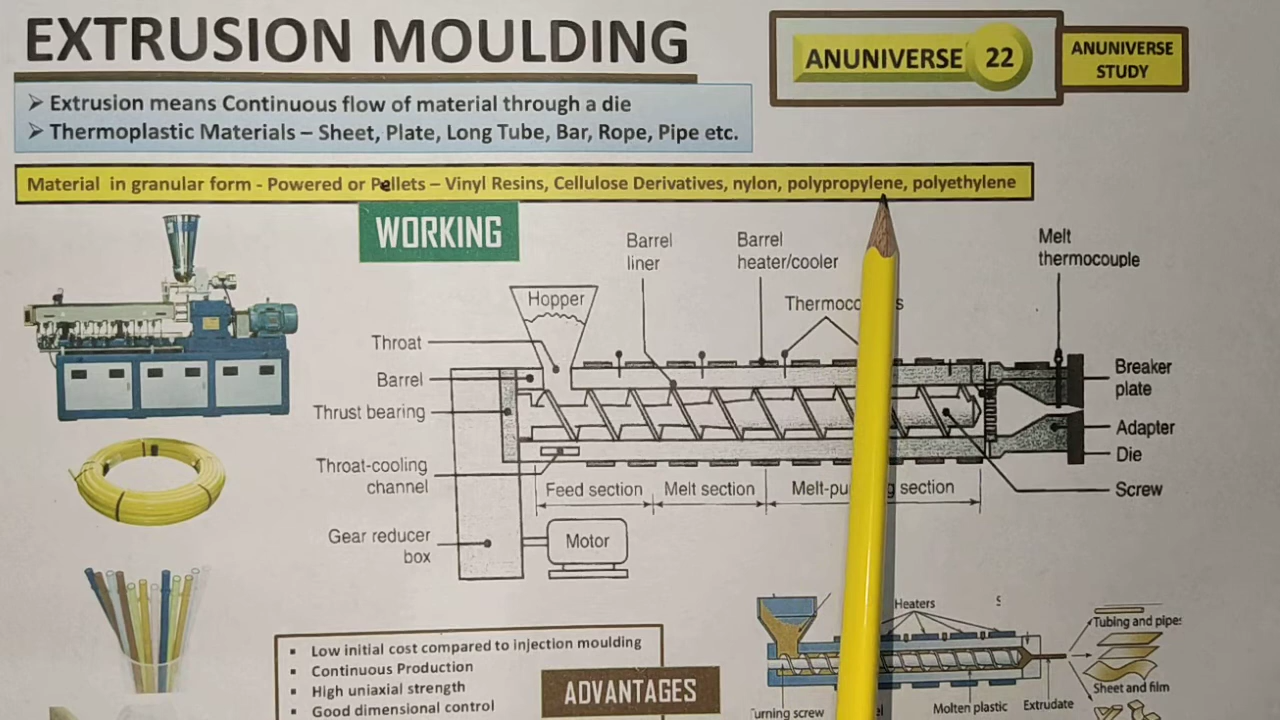 EXTRUSION MOULDING
ANUNIVERSE 22
ANUNIVERSE
STUDY
➢ Extrusion means Continuous flow of material through a die
➢ Thermoplastic Materials – Sheet, Plate, Long Tube, Bar, Rope, Pipe etc.
Material in granular form - Powered or Pellets – Vinyl Resins, Cellulose Derivatives, nylon, polypropylene, polyethylene
WORKING
Barrel
liner
Barrel
heater/cooler
Melt
thermocouple
Hopper
Throat
Barrel
Thrust bearing
Breaker
plate
Adapter
Die
Throat-cooling
channel
Feed section
Melt section
section
Screw
Gear reducer
box
Motor
▪ Low initial cost compared to injection moulding
▪ Continuous Production
▪ High uniaxial strength
▪ Good dimensional control
ADVANTAGES
Heaters
Tubing and pipes
Sheet and film
Turning screw
Molten plastic
Extrudate